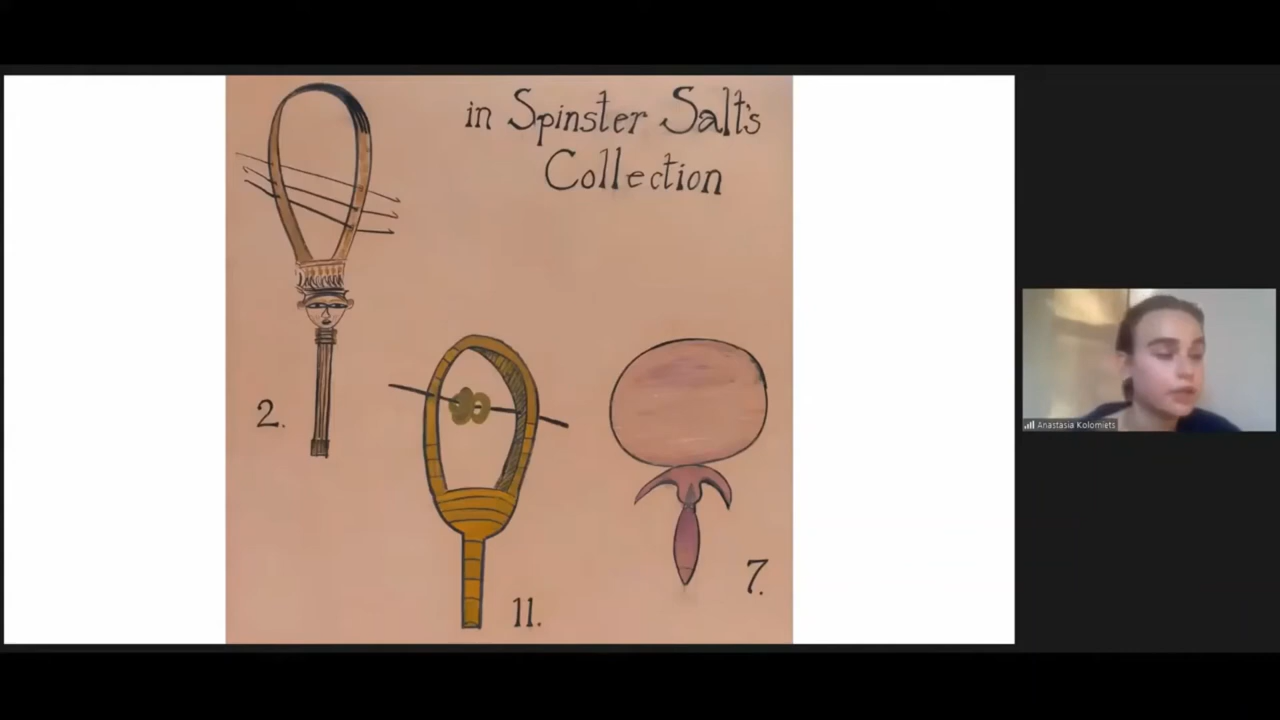 in Spinster Salt's
Collection
2.
11.
7.
Anastasia Kolomiets